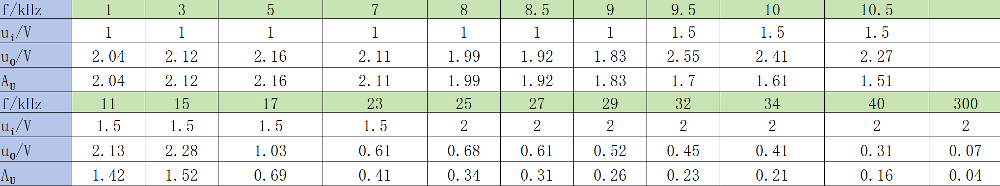 f/kHz 1 3 5 7 8 8.5 9 9.5 10 10.5
uᵢ/V 1 1 1 1 1 1 1 1.5 1.5 1.5
u₀/V 2.04 2.12 2.16 2.11 1.99 1.92 1.83 2.55 2.41 2.27
A_U 2.04 2.12 2.16 2.11 1.99 1.92 1.83 1.7 1.61 1.51
f/kHz 11 15 17 23 25 27 29 32 34 40 300
uᵢ/V 1.5 1.5 1.5 1.5 2 2 2 2 2 2 2
u₀/V 2.13 2.28 1.03 0.61 0.68 0.61 0.52 0.45 0.41 0.31 0.07
A_U 1.42 1.52 0.69 0.41 0.34 0.31 0.26 0.23 0.21 0.16 0.04